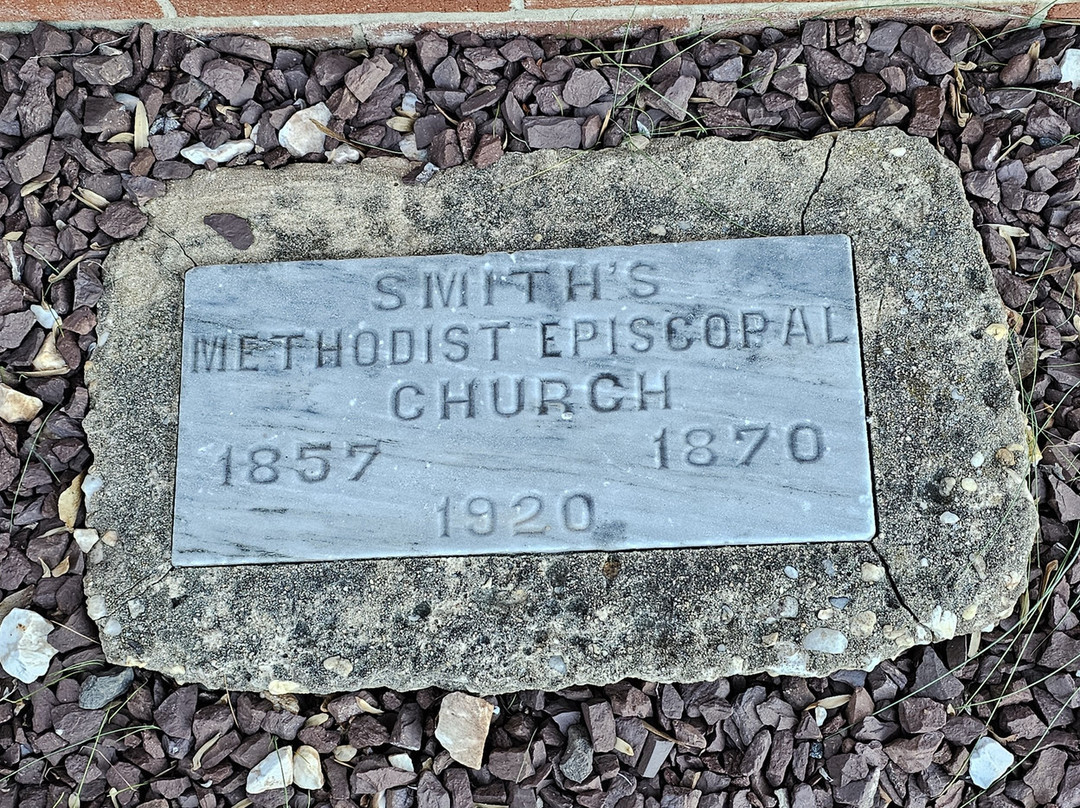 SMITH'S
METHODIST EPISCOPAL
CHURCH
1857 1870
1920